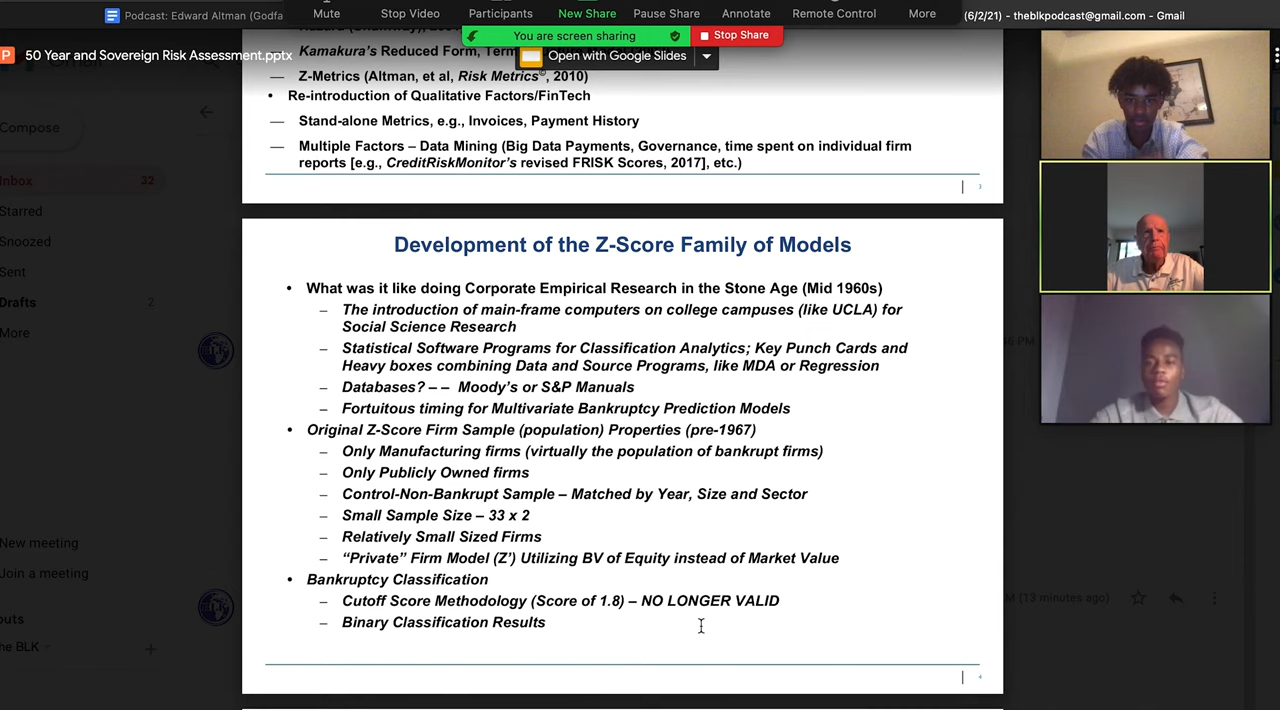 Podcast: Edward Altman (Godfa
Mute
Stop Video
Participants
New Share
Pause Share
Annotate
Remote Control
More
(6/2/21) - theblkpodcast@gmail.com - Gmail
You are screen sharing
Stop Share
P
50 Year and Sovereign Risk Assessment.pptx
Open with Google Slides
Kamakura's Reduced Form, Term
— Z-Metrics (Altman, et al, Risk Metrics©, 2010)
• Re-introduction of Qualitative Factors/FinTech
— Stand-alone Metrics, e.g., Invoices, Payment History
— Multiple Factors – Data Mining (Big Data Payments, Governance, time spent on individual firm
reports [e.g., CreditRiskMonitor's revised FRISK Scores, 2017], etc.)
3
Compose
Inbox 32
Starred
Snoozed
Sent
Drafts 2
More
New meeting
Join a meeting
outs
he BLK
Development of the Z-Score Family of Models
• What was it like doing Corporate Empirical Research in the Stone Age (Mid 1960s)
– The introduction of main-frame computers on college campuses (like UCLA) for
Social Science Research
– Statistical Software Programs for Classification Analytics; Key Punch Cards and
Heavy boxes combining Data and Source Programs, like MDA or Regression
– Databases? – – Moody's or S&P Manuals
– Fortuitous timing for Multivariate Bankruptcy Prediction Models
• Original Z-Score Firm Sample (population) Properties (pre-1967)
– Only Manufacturing firms (virtually the population of bankrupt firms)
– Only Publicly Owned firms
– Control-Non-Bankrupt Sample – Matched by Year, Size and Sector
– Small Sample Size – 33 x 2
– Relatively Small Sized Firms
– “Private” Firm Model (Z’) Utilizing BV of Equity instead of Market Value
• Bankruptcy Classification
– Cutoff Score Methodology (Score of 1.8) – NO LONGER VALID
– Binary Classification Results
4
PM
M (13 minutes ago)